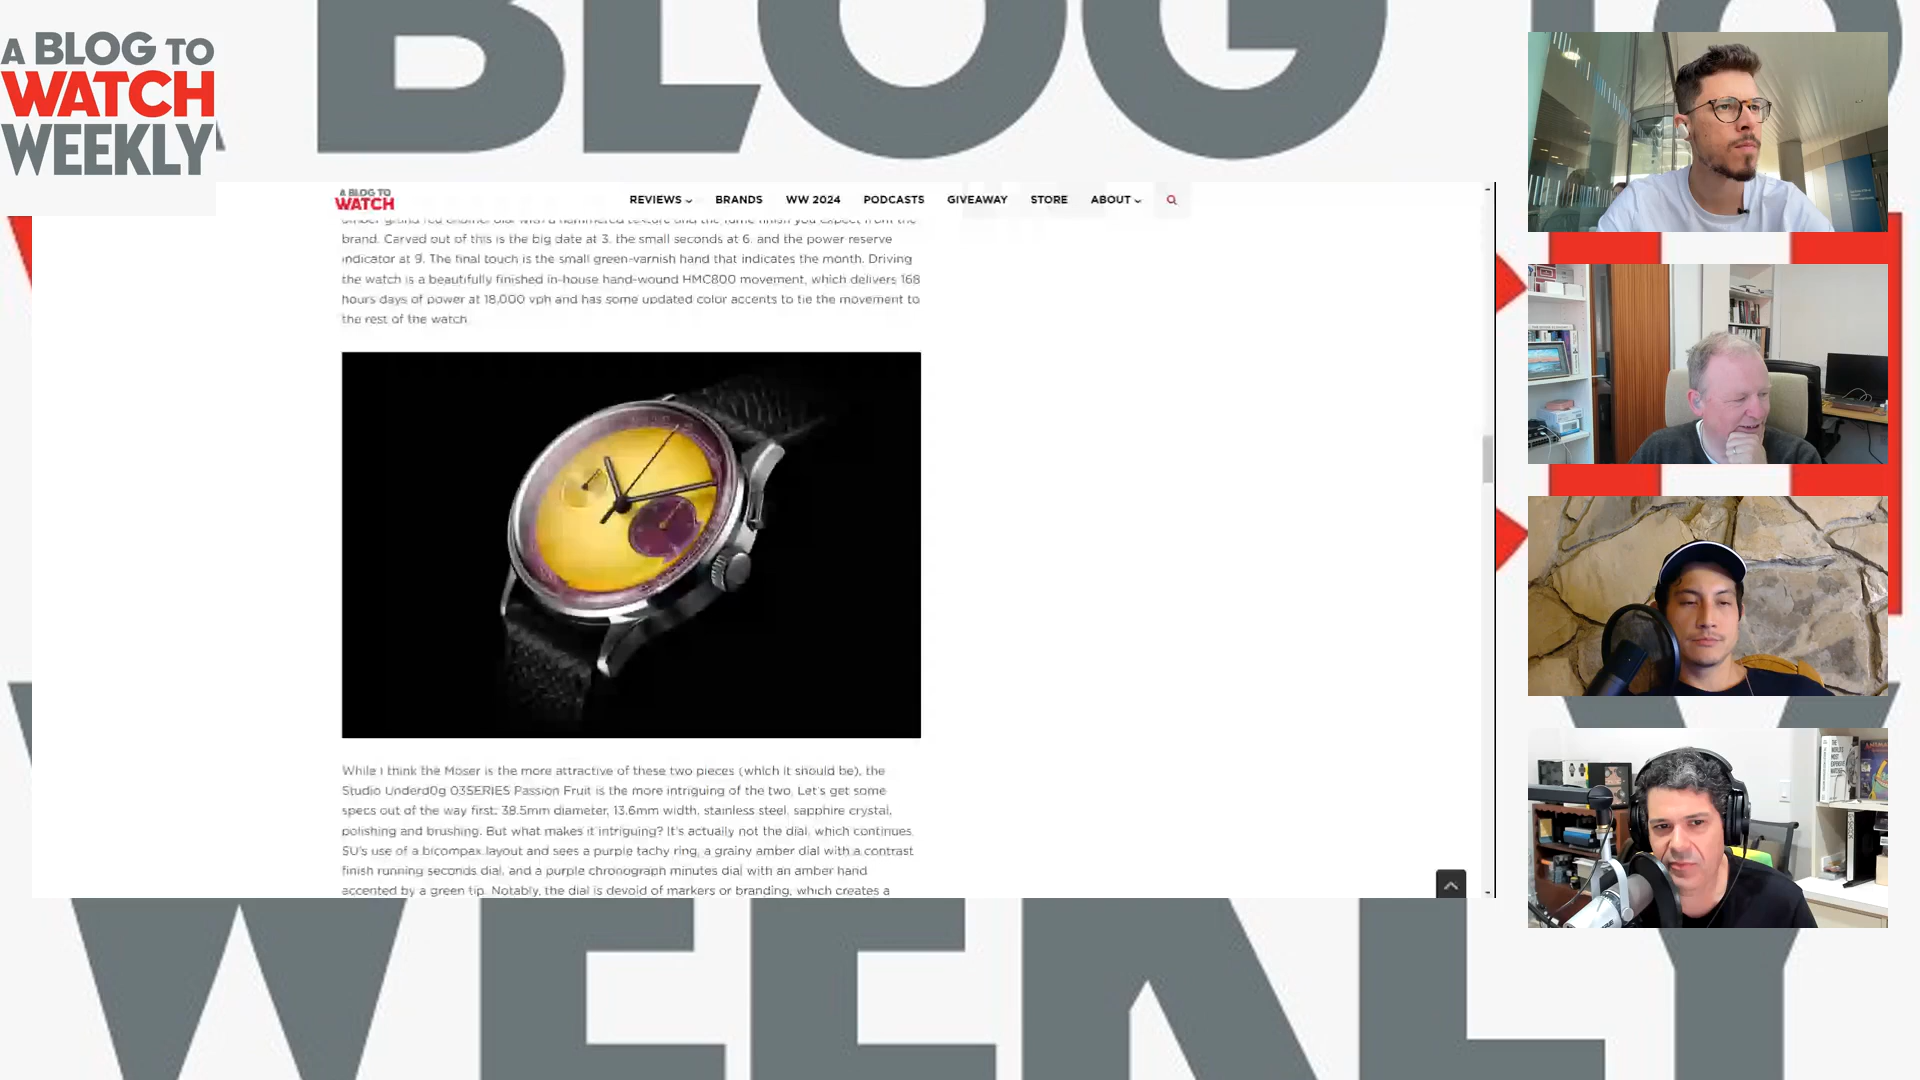 A BLOG TO
WATCH
WEEKLY
BLOG TO
A BLOG TO
WATCH
REVIEWS
BRANDS
WW 2024
PODCASTS
GIVEAWAY
STORE
ABOUT
brand. Carved out of this is the big date at 3, the small seconds at 6, and the power reserve
indicator at 9. The final touch is the small green-varnish hand that indicates the month. Driving
the watch is a beautifully finished in-house hand-wound HMC800 movement, which delivers 168
hours days of power at 18,000 vph and has some updated color accents to tie the movement to
the rest of the watch.
While I think the Moser is the more attractive of these two pieces (which it should be), the
Studio Underd0g 03SERIES Passion Fruit is the more intriguing of the two. Let's get some
specs out of the way first: 38.5mm diameter, 13.6mm width, stainless steel, sapphire crystal,
polishing and brushing. But what makes it intriguing? It's actually not the dial, which continues
SU's use of a bicompax layout and sees a purple tachy ring, a grainy amber dial with a contrast
finish running seconds dial, and a purple chronograph minutes dial with an amber hand
accented by a green tip. Notably, the dial is devoid of markers or branding, which creates a
WEEKLY